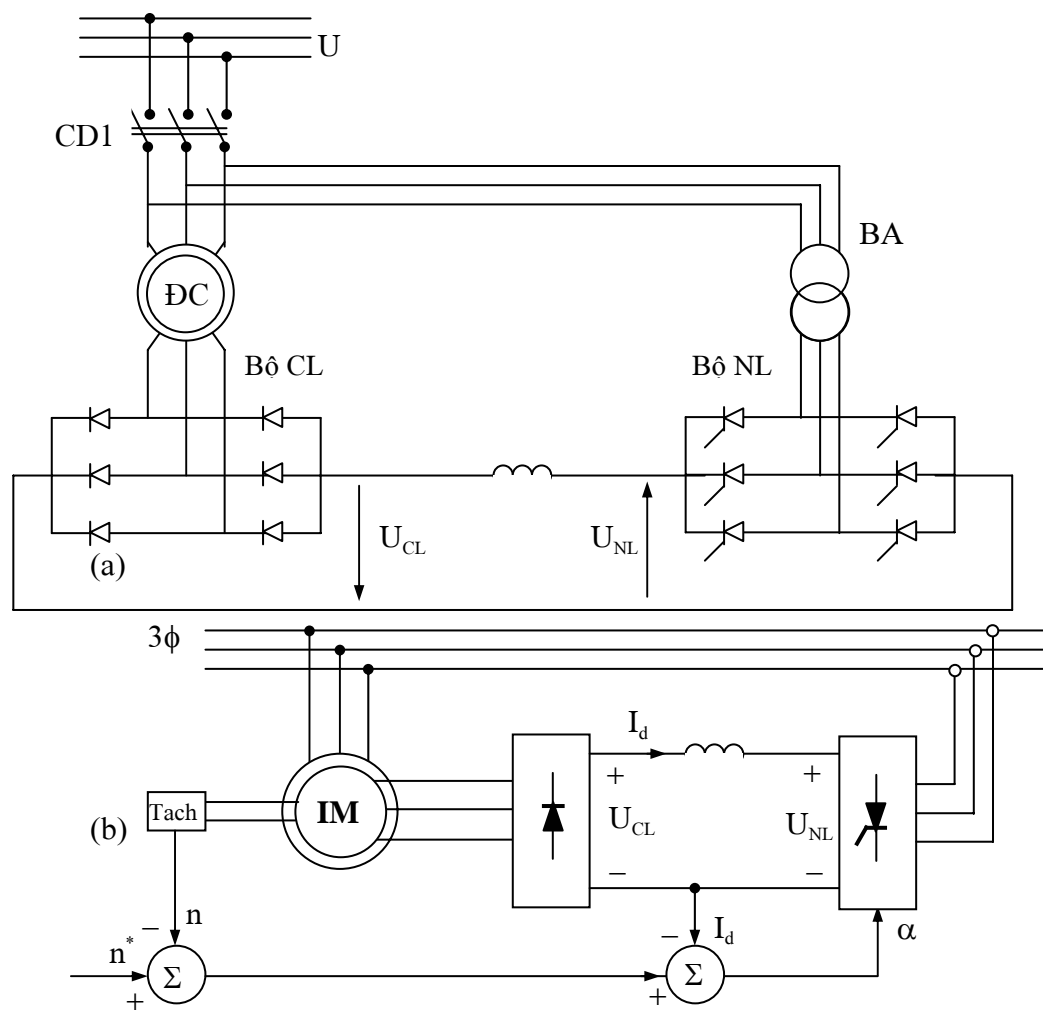 U
CD1
BA
ĐC
Bộ CL
Bộ NL
U_CL
U_NL
(a)
3ϕ
I_d
+
+
Tach
IM
(b)
U_CL
U_NL
−
−
n
−
−
I_d
α
n*
Σ
Σ
+
+